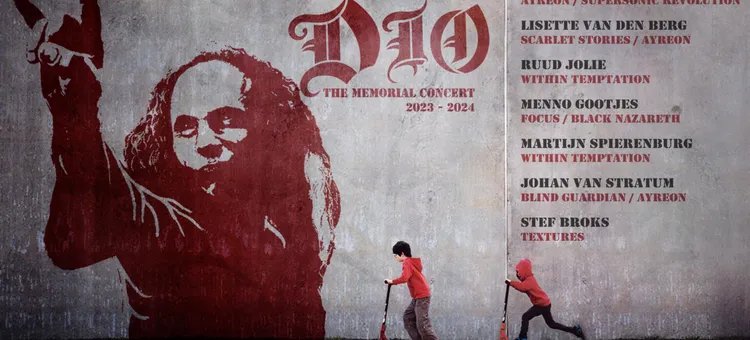 DIO
THE MEMORIAL CONCERT
2023 - 2024
AYREON / SUPERSONIC REVOLUTION
LISETTE VAN DEN BERG
SCARLET STORIES / AYREON
RUUD JOLIE
WITHIN TEMPTATION
MENNO GOOTJES
FOCUS / BLACK NAZARETH
MARTIJN SPIERENBURG
WITHIN TEMPTATION
JOHAN VAN STRATUM
BLIND GUARDIAN / AYREON
STEF BROKS
TEXTURES